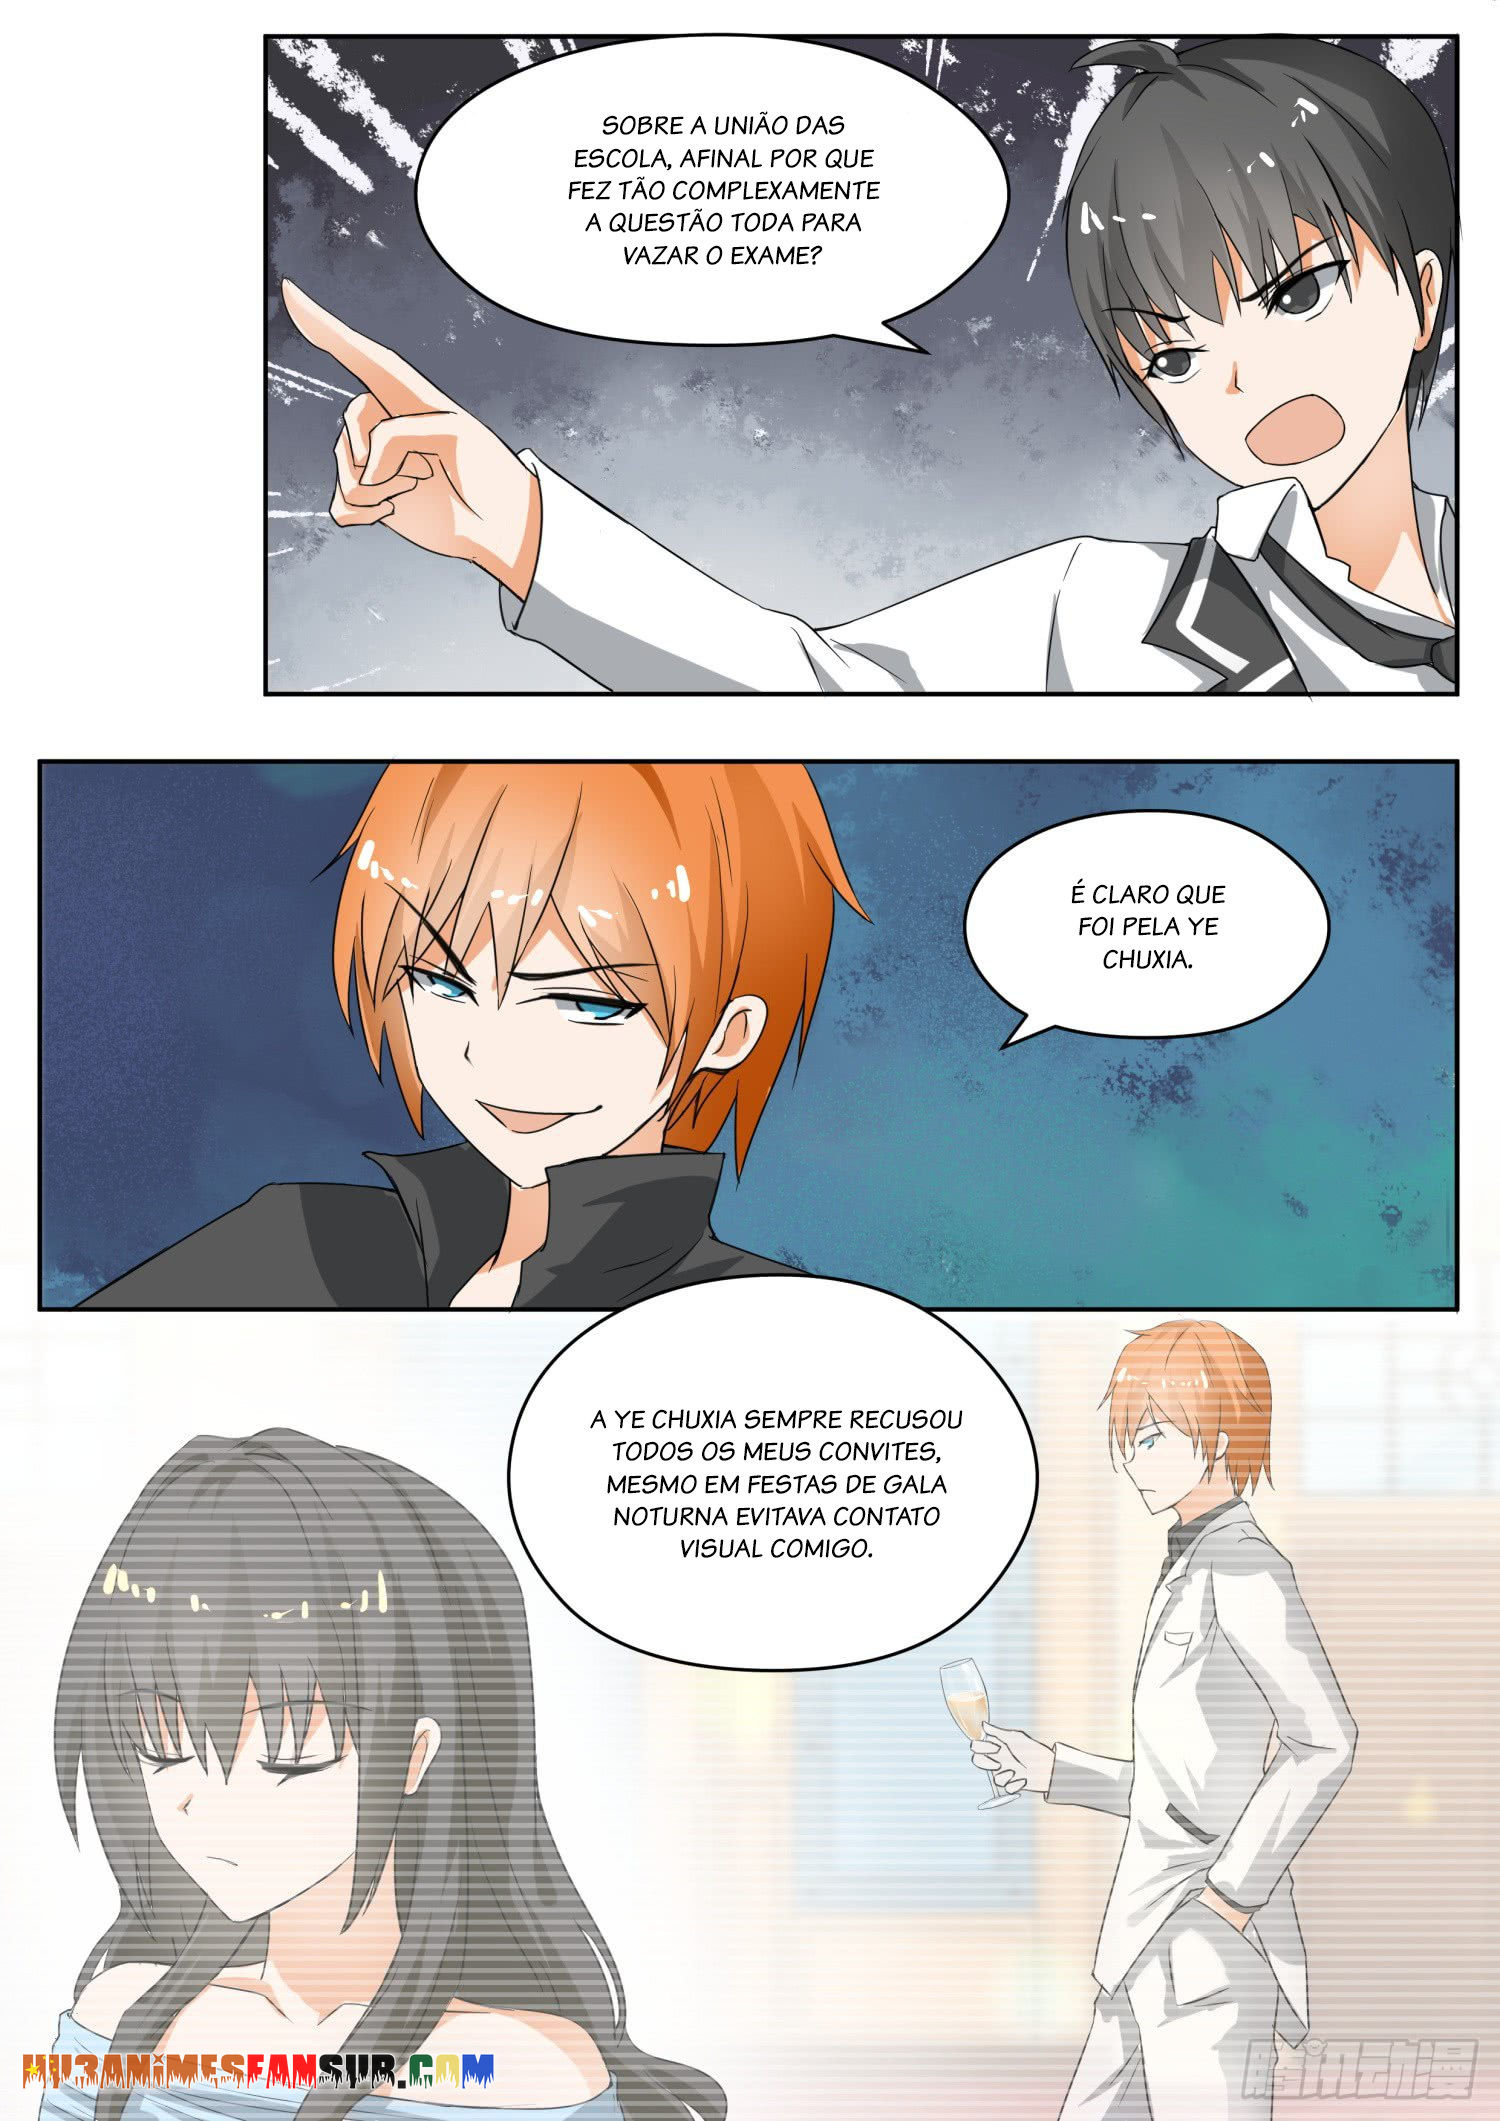 SOBRE A UNIÃO DAS
ESCOLA, AFINAL POR QUE
FEZ TÃO COMPLEXAMENTE
A QUESTÃO TODA PARA
VAZAR O EXAME?
É CLARO QUE
FOI PELA YE
CHUXIA.
A YE CHUXIA SEMPRE RECUSOU
TODOS OS MEUS CONVITES,
MESMO EM FESTAS DE GALA
NOTURNA EVITAVA CONTATO
VISUAL COMIGO.
HU3ANIMESFANSUB.COM
腾讯动漫